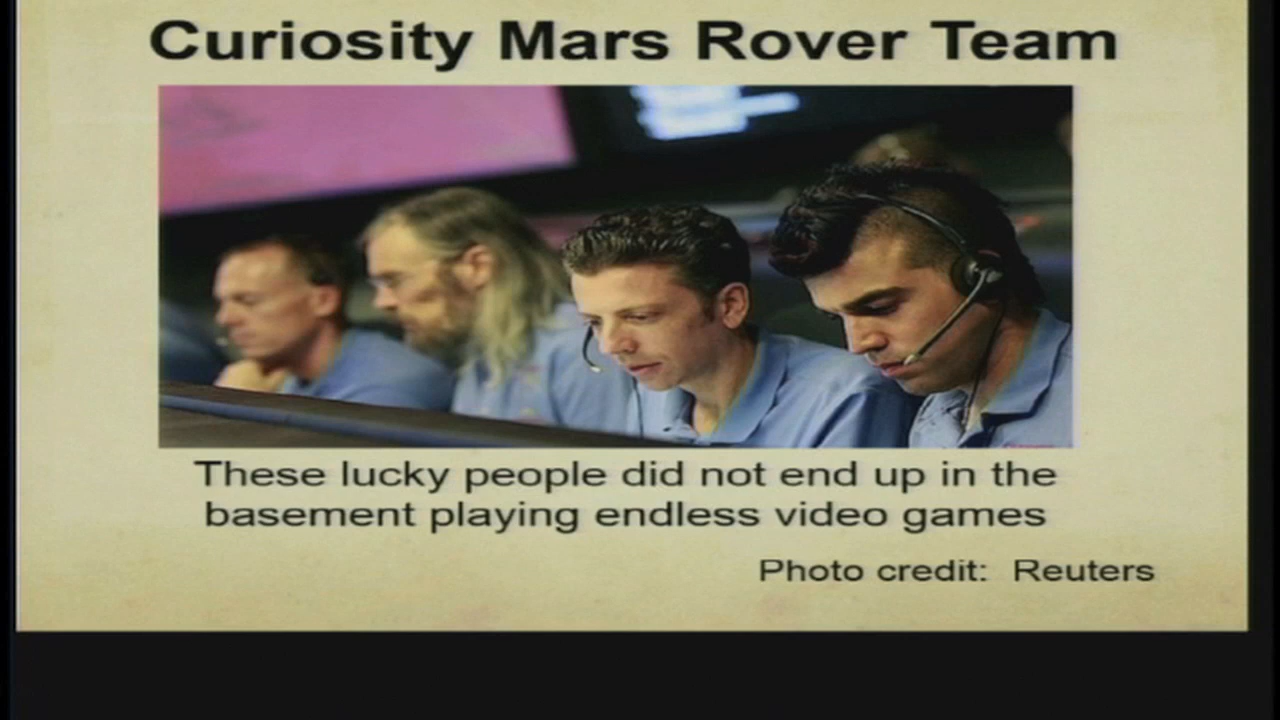 Curiosity Mars Rover Team
These lucky people did not end up in the
basement playing endless video games
Photo credit: Reuters